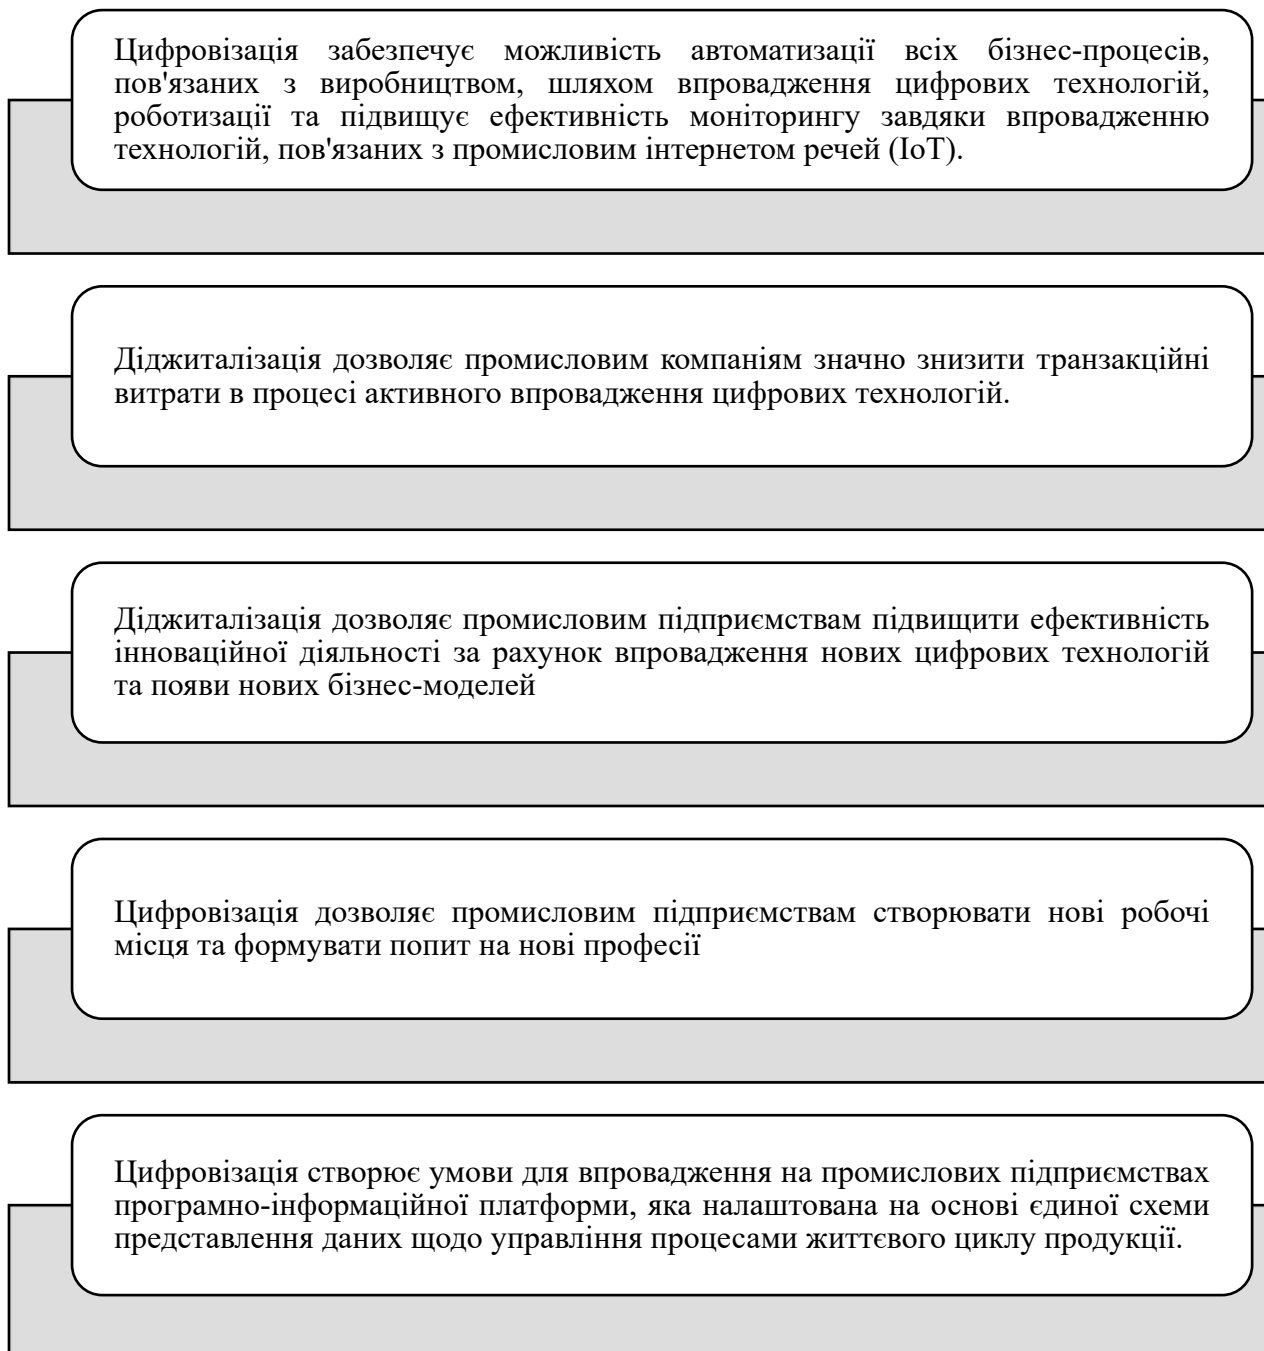 Цифровізація забезпечує можливість автоматизації всіх бізнес-процесів,
пов'язаних з виробництвом, шляхом впровадження цифрових технологій,
роботизації та підвищує ефективність моніторингу завдяки впровадженню
технологій, пов'язаних з промисловим інтернетом речей (IoT).
Діджиталізація дозволяє промисловим компаніям значно знизити транзакційні
витрати в процесі активного впровадження цифрових технологій.
Діджиталізація дозволяє промисловим підприємствам підвищити ефективність
інноваційної діяльності за рахунок впровадження нових цифрових технологій
та появи нових бізнес-моделей
Цифровізація дозволяє промисловим підприємствам створювати нові робочі
місця та формувати попит на нові професії
Цифровізація створює умови для впровадження на промислових підприємствах
програмно-інформаційної платформи, яка налаштована на основі єдиної схеми
представлення даних щодо управління процесами життєвого циклу продукції.